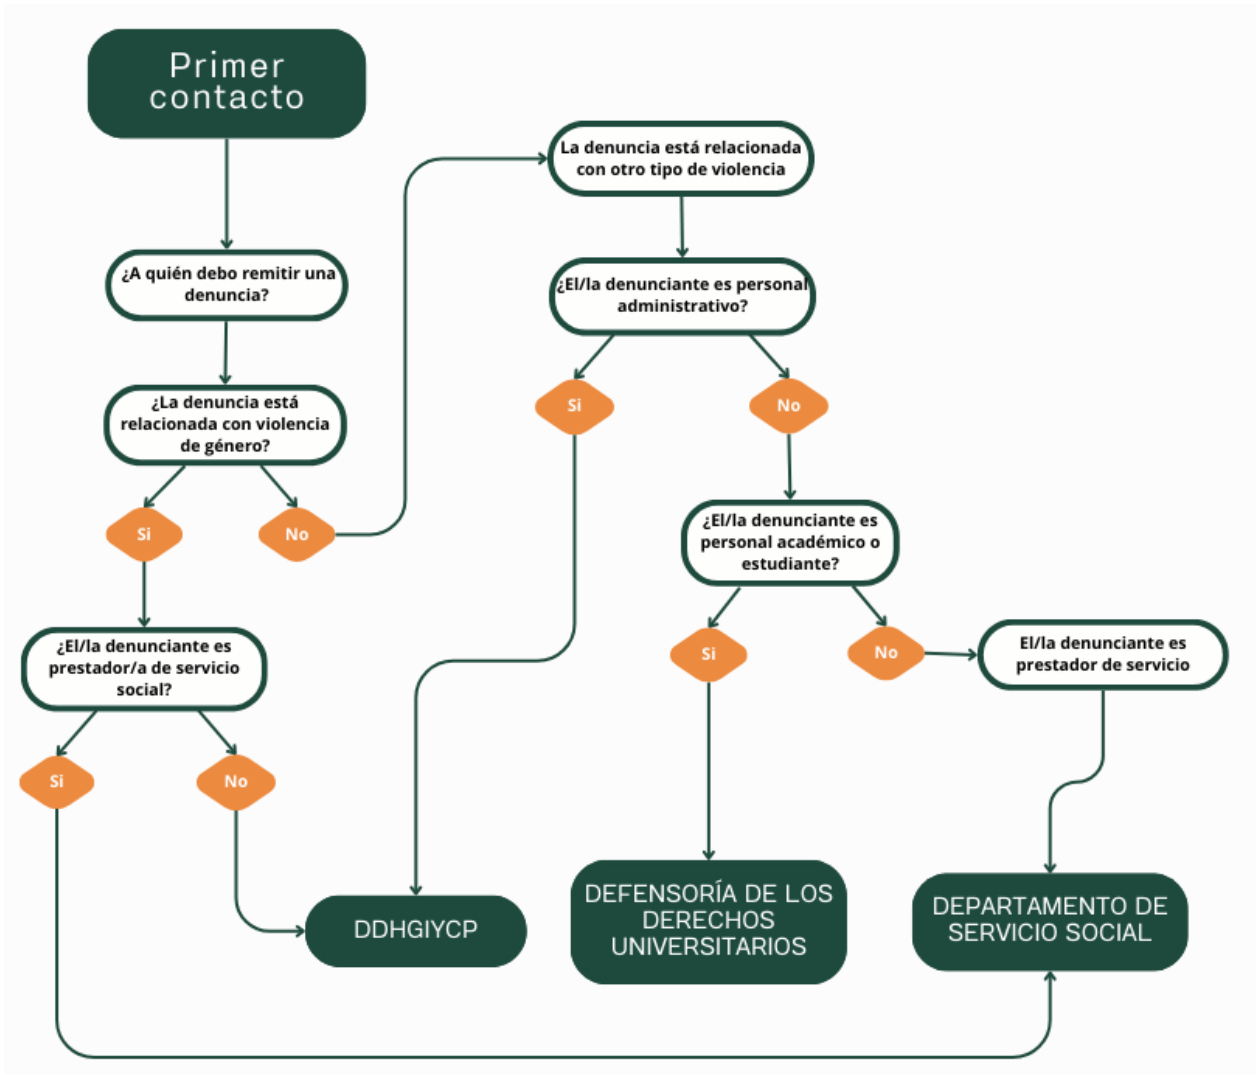 Primer
contacto
¿A quién debo remitir una
denuncia?
¿La denuncia está
relacionada con violencia
de género?
Si
No
¿El/la denunciante es
prestador/a de servicio
social?
Si
No
La denuncia está relacionada
con otro tipo de violencia
¿El/la denunciante es personal
administrativo?
Si
No
¿El/la denunciante es
personal académico o
estudiante?
Si
No
El/la denunciante es
prestador de servicio
DDHGIYCP
DEFENSORÍA DE LOS
DERECHOS
UNIVERSITARIOS
DEPARTAMENTO DE
SERVICIO SOCIAL